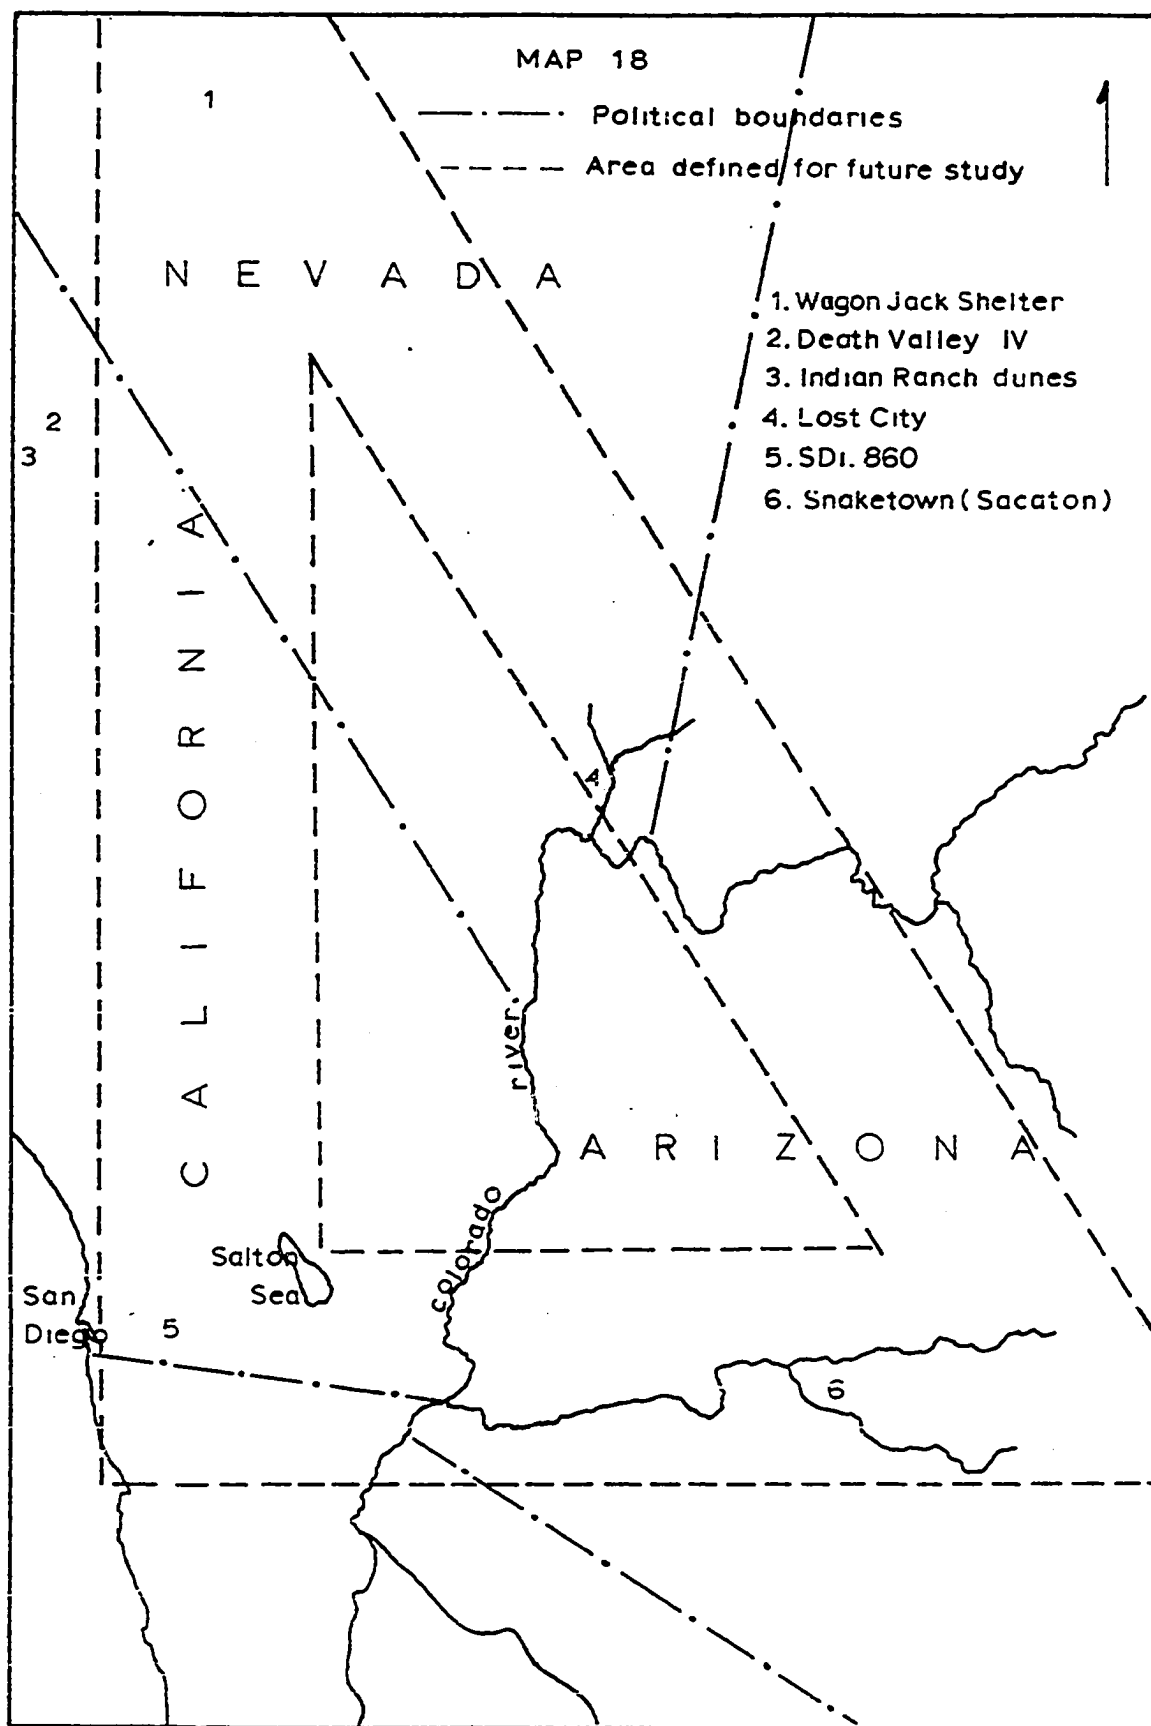 MAP 18
Political boundaries
Area defined for future study
1
NEVADA
1. Wagon Jack Shelter
2. Death Valley IV
3. Indian Ranch dunes
4. Lost City
5. SDi. 860
6. Snaketown (Sacaton)
2
3
CALIFORNIA
4
river
ARIZONA
Colorado
Salton
Sea
San
Diego
5
6